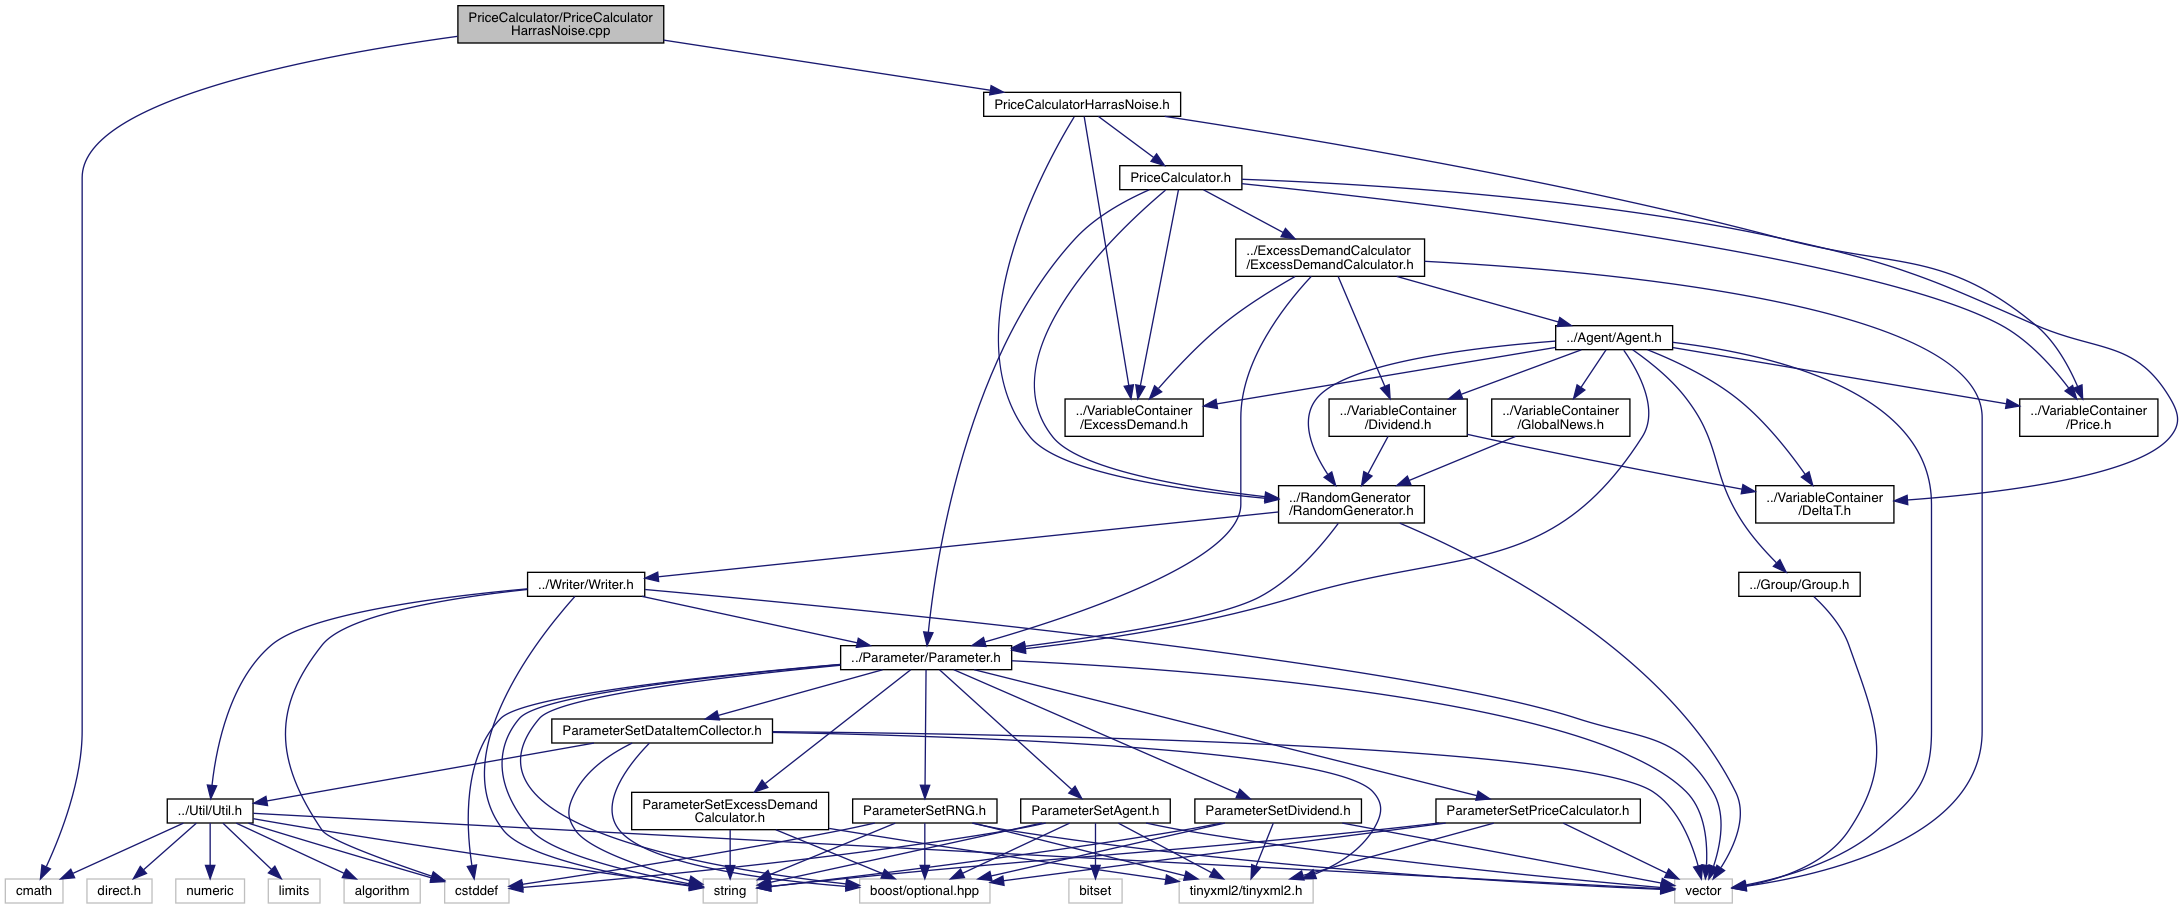 PriceCalculator/PriceCalculator
HarrasNoise.cpp
PriceCalculatorHarrasNoise.h
PriceCalculator.h
../ExcessDemandCalculator
/ExcessDemandCalculator.h
../Agent/Agent.h
../VariableContainer
/ExcessDemand.h
../VariableContainer
/Dividend.h
../VariableContainer
/GlobalNews.h
../VariableContainer
/Price.h
../RandomGenerator
/RandomGenerator.h
../VariableContainer
/DeltaT.h
../Writer/Writer.h
../Group/Group.h
../Parameter/Parameter.h
ParameterSetDataItemCollector.h
../Util/Util.h
ParameterSetExcessDemand
Calculator.h
ParameterSetRNG.h
ParameterSetAgent.h
ParameterSetDividend.h
ParameterSetPriceCalculator.h
cmath
direct.h
numeric
limits
algorithm
cstddef
string
boost/optional.hpp
bitset
tinyxml2/tinyxml2.h
vector